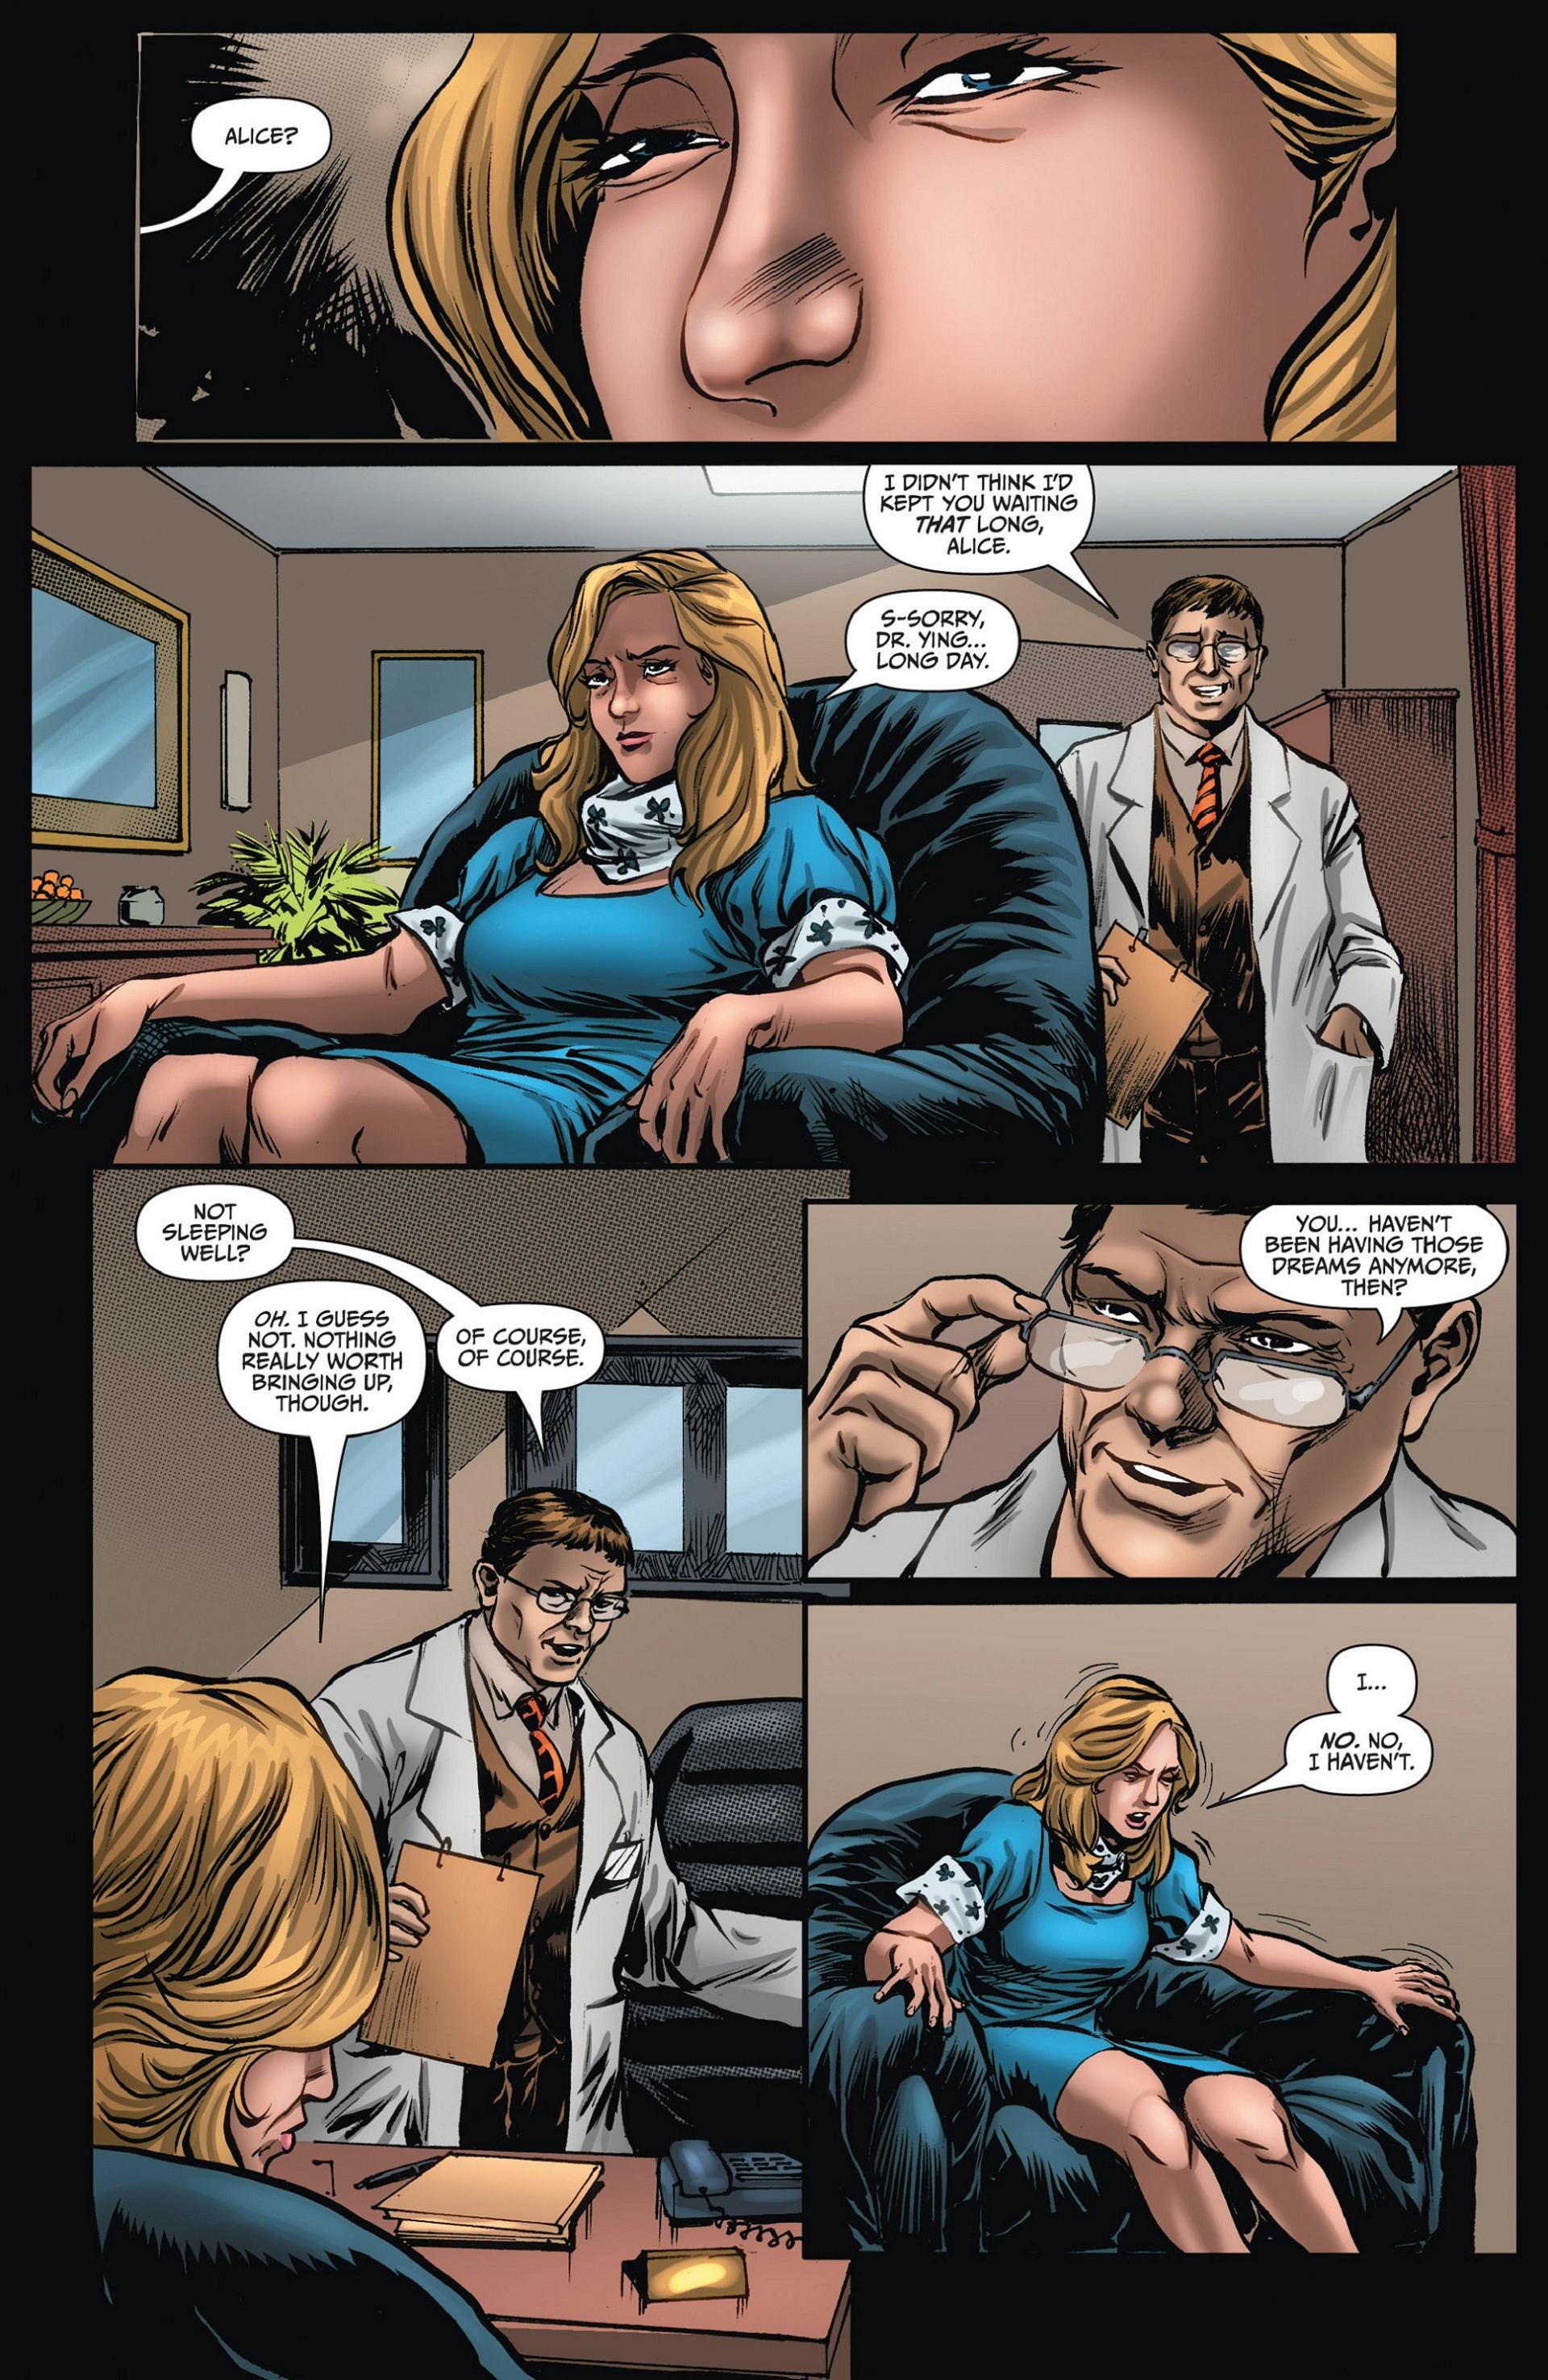 ALICE?
I DIDN'T THINK I'D
KEPT YOU WAITING
THAT LONG,
ALICE.
S-SORRY,
DR. YING...
LONG DAY.
NOT
SLEEPING
WELL?
OH. I GUESS
NOT. NOTHING
REALLY WORTH
BRINGING UP,
THOUGH.
OF COURSE,
OF COURSE.
YOU... HAVEN'T
BEEN HAVING THOSE
DREAMS ANYMORE,
THEN?
I...
NO. NO,
I HAVEN'T.